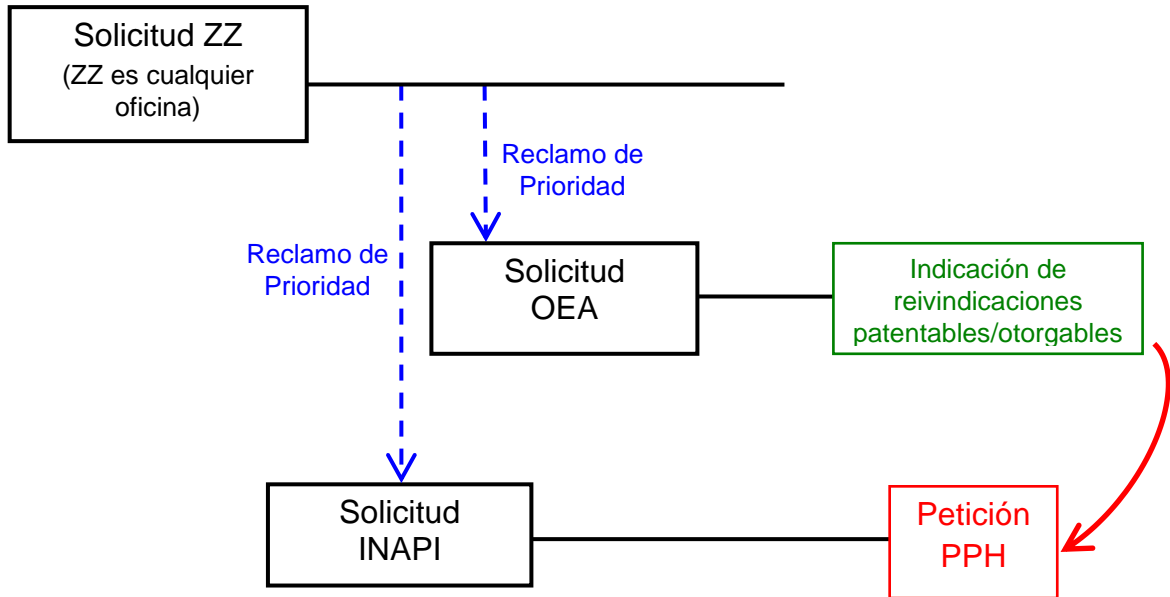 Solicitud ZZ
(ZZ es cualquier
oficina)
Reclamo de
Prioridad
Reclamo de
Prioridad
Solicitud
OEA
Indicación de
reivindicaciones
patentables/otorgables
Solicitud
INAPI
Petición
PPH